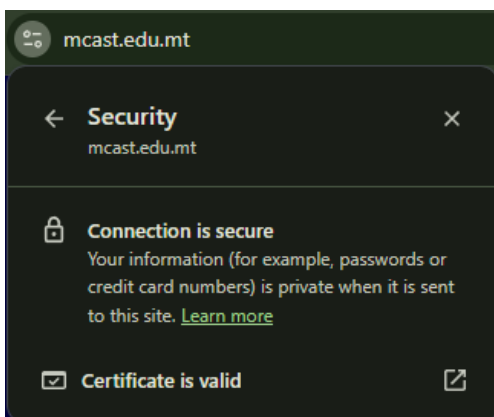 mcast.edu.mt
Security
mcast.edu.mt
Connection is secure
Your information (for example, passwords or
credit card numbers) is private when it is sent
to this site. Learn more
Certificate is valid